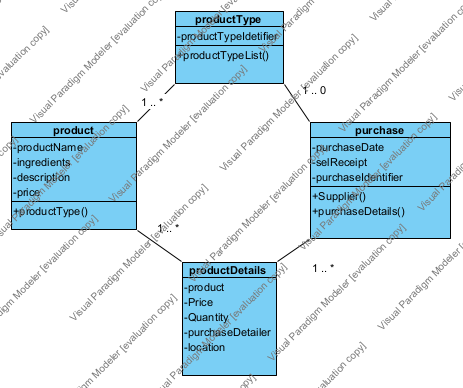 productType
-productTypeIdetifier
+productTypeList()
1 .. *
1 .. 0
product
-productName
-ingredients
-description
-price
+productType()
purchase
-purchaseDate
-selReceipt
-purchaseIdentifier
+Supplier()
+purchaseDetails()
1 .. *
1 .. *
productDetails
-product
-Price
-Quantity
-purchaseDetailer
-location
Visual Paradigm Modeler [evaluation copy]